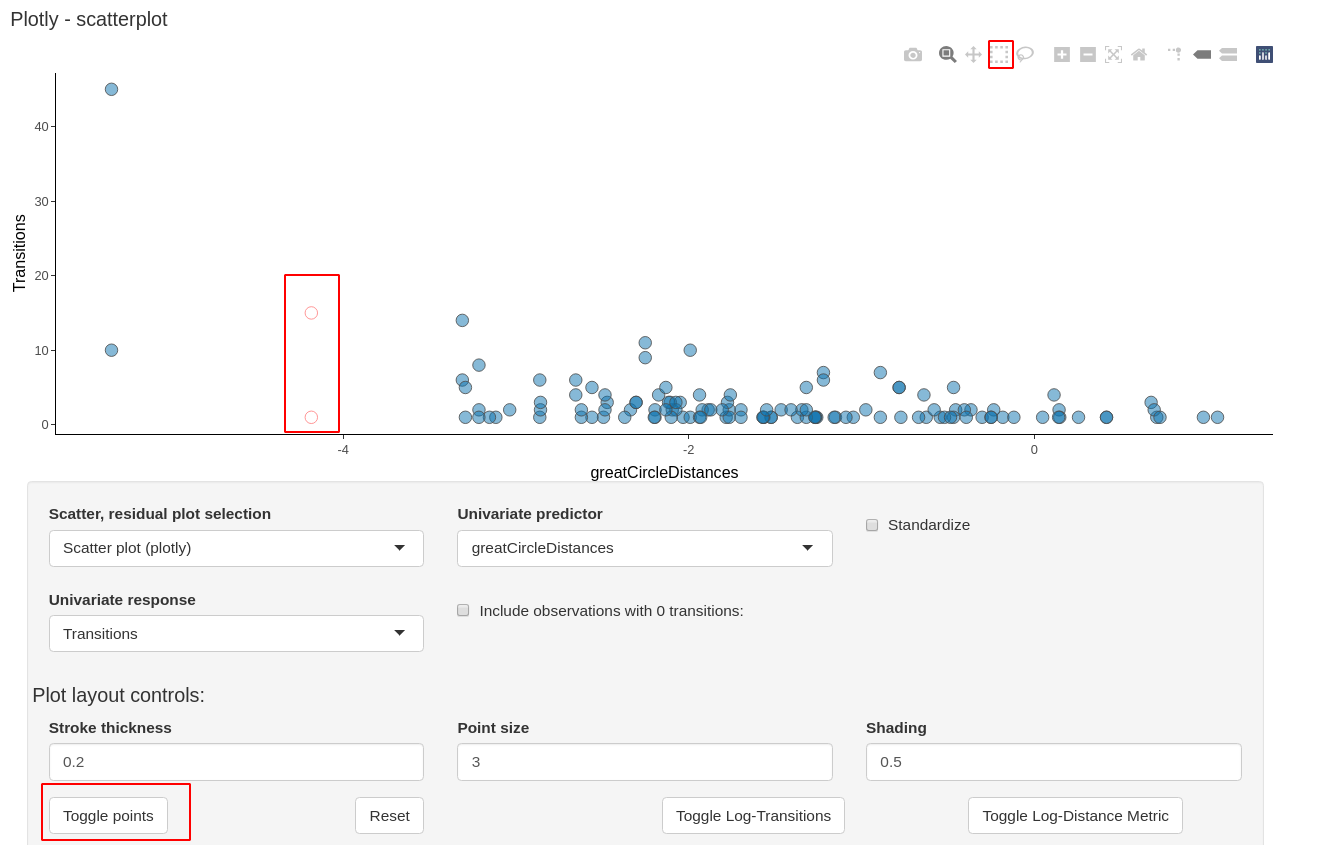 Plotly - scatterplot
40
30
20
10
0
Transitions
-4 -2 0
greatCircleDistances
Scatter, residual plot selection Univariate predictor Standardize
Scatter plot (plotly) greatCircleDistances
Univariate response Include observations with 0 transitions:
Transitions
Plot layout controls:
Stroke thickness Point size Shading
0.2 3 0.5
Toggle points Reset Toggle Log-Transitions Toggle Log-Distance Metric